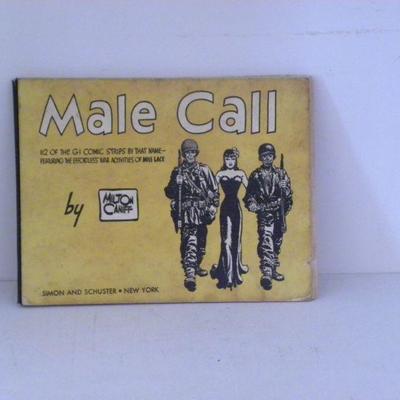 Male Call
112 OF THE G·I COMIC STRIPS BY THAT NAME—
FEATURING THE EFFORTLESS WAR ACTIVITIES OF MISS LACE
by
MILTON
CANIFF
SIMON AND SCHUSTER • NEW YORK